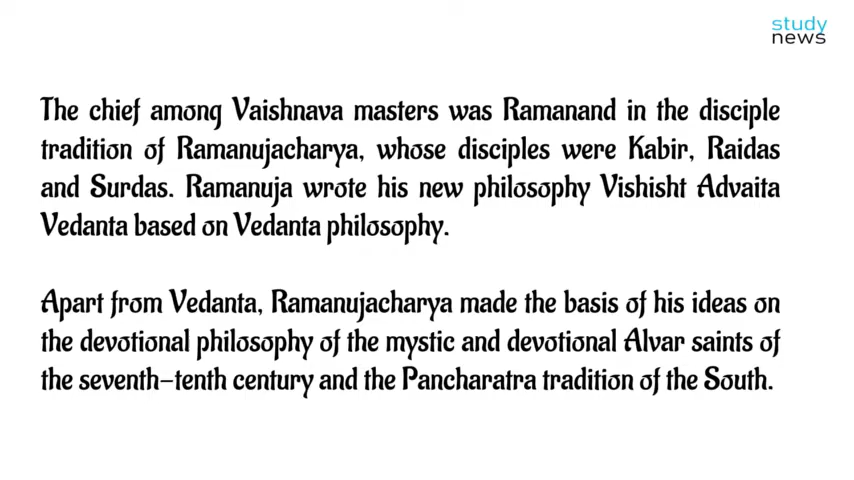 study
news
The chief among Vaishnava masters was Ramanand in the disciple
tradition of Ramanujacharya, whose disciples were Kabir, Raidas
and Surdas. Ramanuja wrote his new philosophy Vishisht Advaita
Vedanta based on Vedanta philosophy.
Apart from Vedanta, Ramanujacharya made the basis of his ideas on
the devotional philosophy of the mystic and devotional Alvar saints of
the seventh-tenth century and the Pancharatra tradition of the South.